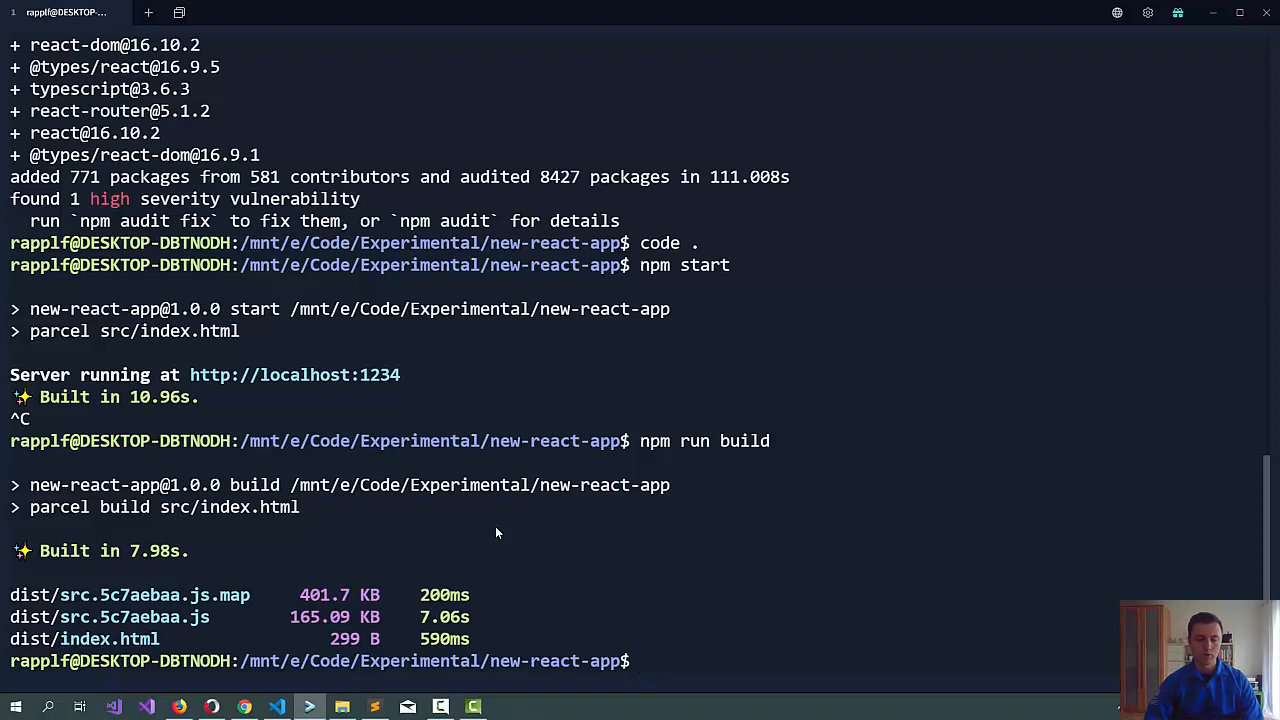 1 rapplf@DESKTOP-...
+ react-dom@16.10.2
+ @types/react@16.9.5
+ typescript@3.6.3
+ react-router@5.1.2
+ react@16.10.2
+ @types/react-dom@16.9.1
added 771 packages from 581 contributors and audited 8427 packages in 111.008s
found 1 high severity vulnerability
  run `npm audit fix` to fix them, or `npm audit` for details
rapplf@DESKTOP-DBTNODH:/mnt/e/Code/Experimental/new-react-app$ code .
rapplf@DESKTOP-DBTNODH:/mnt/e/Code/Experimental/new-react-app$ npm start
> new-react-app@1.0.0 start /mnt/e/Code/Experimental/new-react-app
> parcel src/index.html
Server running at http://localhost:1234
✨ Built in 10.96s.
^C
rapplf@DESKTOP-DBTNODH:/mnt/e/Code/Experimental/new-react-app$ npm run build
> new-react-app@1.0.0 build /mnt/e/Code/Experimental/new-react-app
> parcel build src/index.html
✨ Built in 7.98s.
dist/src.5c7aebaa.js.map 401.7 KB 200ms
dist/src.5c7aebaa.js 165.09 KB 7.06s
dist/index.html 299 B 590ms
rapplf@DESKTOP-DBTNODH:/mnt/e/Code/Experimental/new-react-app$